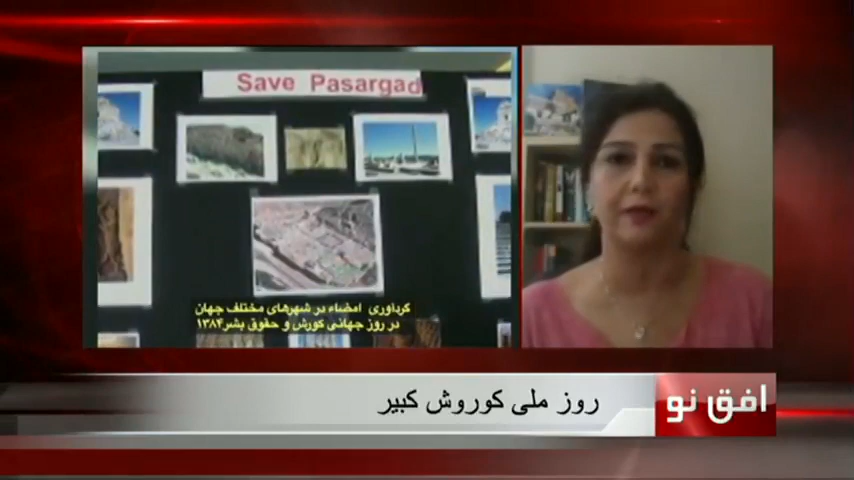 Save Pasargad
گردآوری امضاء در شهرهای مختلف جهان
در روز جهانی کورش و حقوق بشر۱۳۸۴
روز ملی کوروش کبیر
افق نو